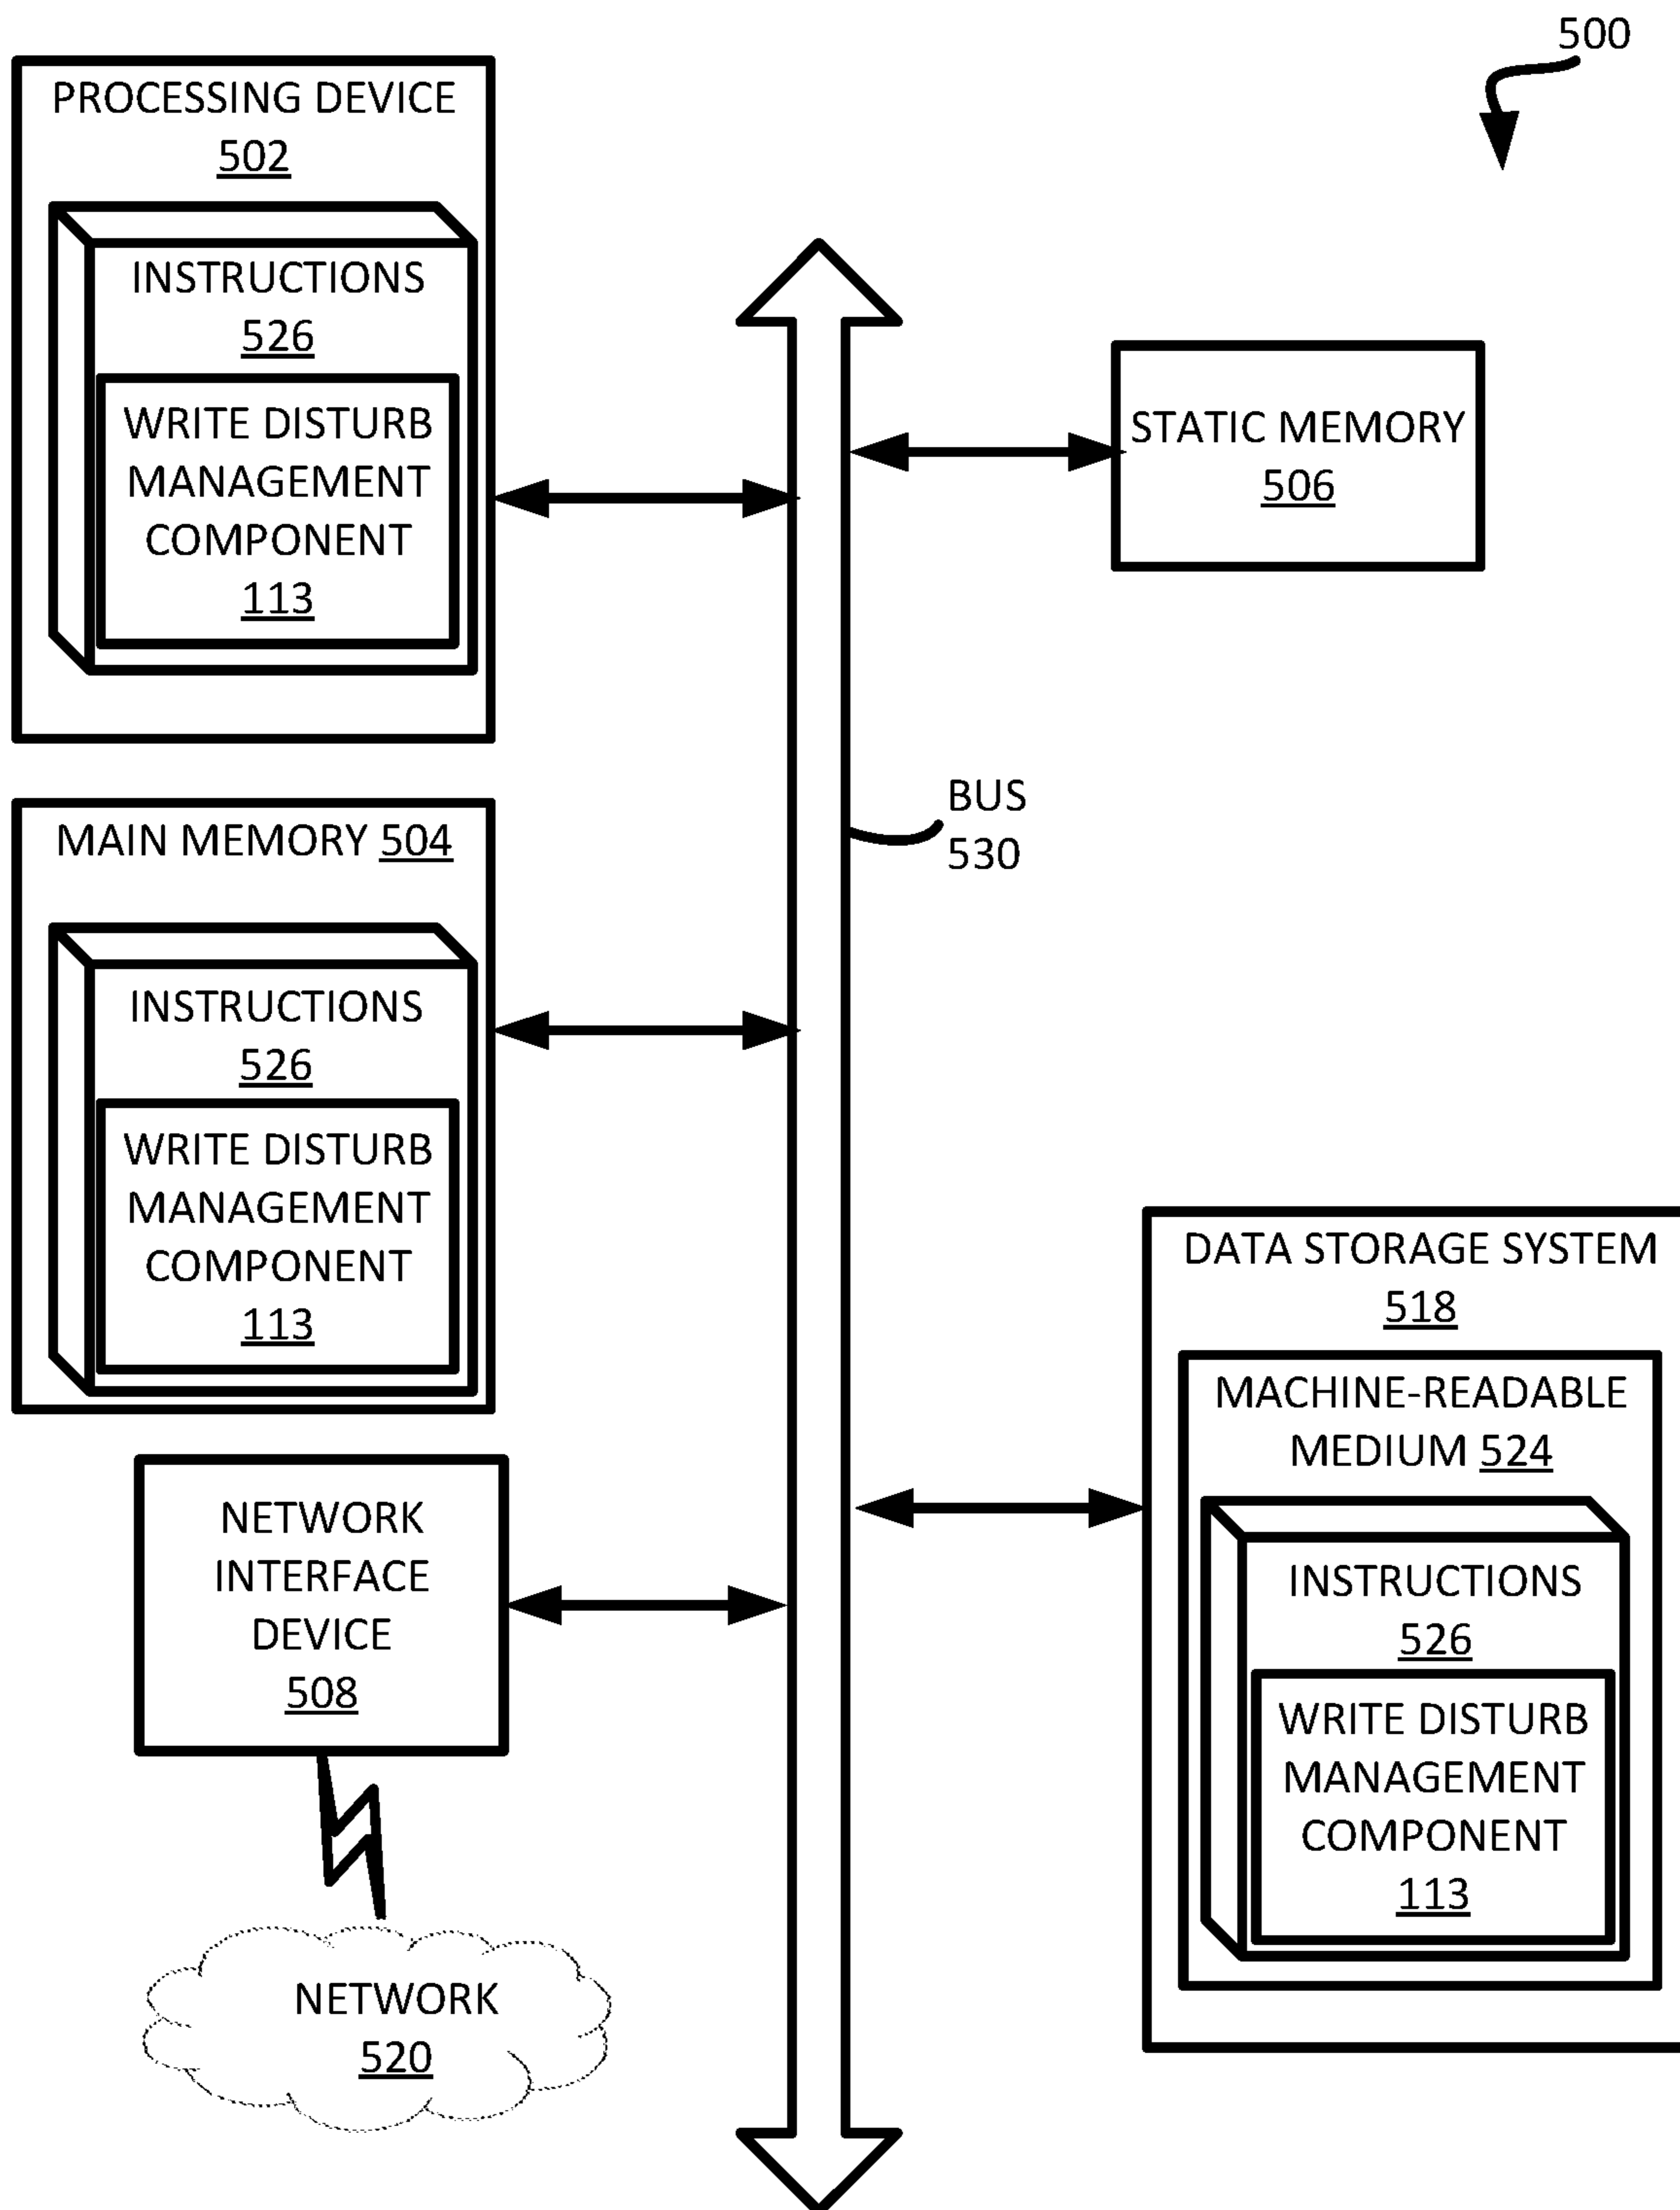 500
PROCESSING DEVICE
502
INSTRUCTIONS
526
WRITE DISTURB
MANAGEMENT
COMPONENT
113
STATIC MEMORY
506
BUS
530
MAIN MEMORY 504
INSTRUCTIONS
526
WRITE DISTURB
MANAGEMENT
COMPONENT
113
DATA STORAGE SYSTEM
518
MACHINE-READABLE
MEDIUM 524
INSTRUCTIONS
526
WRITE DISTURB
MANAGEMENT
COMPONENT
113
NETWORK
INTERFACE
DEVICE
508
NETWORK
520